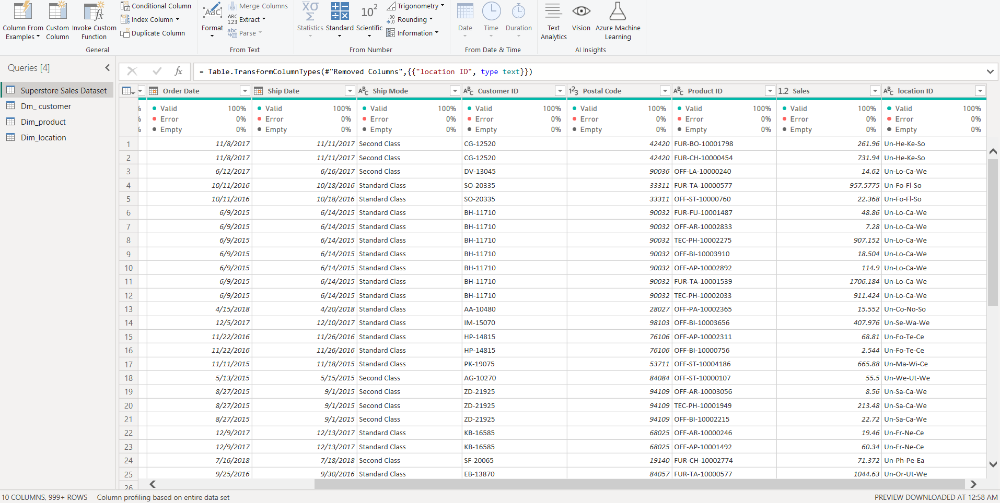 Column From Examples
Custom Column
Invoke Custom Function
Conditional Column
Index Column
Duplicate Column
General
ABC
Format
Merge Columns
ABC 123 Extract
abc Parse
From Text
XO Σ
Statistics
Standard
10²
Scientific
Trigonometry
.00 Rounding
Information
From Number
Date
Time
Duration
From Date & Time
Text Analytics
Vision
Azure Machine Learning
AI Insights
Queries [4]
Superstore Sales Dataset
Dm_ customer
Dim_product
Dim_location
fx = Table.TransformColumnTypes(#"Removed Columns",{{"location ID", type text}})
Order Date Ship Date ABC Ship Mode ABC Customer ID 123 Postal Code ABC Product ID 1.2 Sales ABC location ID
% Valid 100% Valid 100% Valid 100% Valid 100% Valid 100% Valid 100% Valid 100% Valid 100%
% Error 0% Error 0% Error 0% Error 0% Error 0% Error 0% Error 0% Error 0%
% Empty 0% Empty 0% Empty 0% Empty 0% Empty 0% Empty 0% Empty 0% Empty 0%
1 11/8/2017 11/11/2017 Second Class CG-12520 42420 FUR-BO-10001798 261.96 Un-He-Ke-So
2 11/8/2017 11/11/2017 Second Class CG-12520 42420 FUR-CH-10000454 731.94 Un-He-Ke-So
3 6/12/2017 6/16/2017 Second Class DV-13045 90036 OFF-LA-10000240 14.62 Un-Lo-Ca-We
4 10/11/2016 10/18/2016 Standard Class SO-20335 33311 FUR-TA-10000577 957.5775 Un-Fo-Fl-So
5 10/11/2016 10/18/2016 Standard Class SO-20335 33311 OFF-ST-10000760 22.368 Un-Fo-Fl-So
6 6/9/2015 6/14/2015 Standard Class BH-11710 90032 FUR-FU-10001487 48.86 Un-Lo-Ca-We
7 6/9/2015 6/14/2015 Standard Class BH-11710 90032 OFF-AR-10002833 7.28 Un-Lo-Ca-We
8 6/9/2015 6/14/2015 Standard Class BH-11710 90032 TEC-PH-10002275 907.152 Un-Lo-Ca-We
9 6/9/2015 6/14/2015 Standard Class BH-11710 90032 OFF-BI-10003910 18.504 Un-Lo-Ca-We
10 6/9/2015 6/14/2015 Standard Class BH-11710 90032 OFF-AP-10002892 114.9 Un-Lo-Ca-We
11 6/9/2015 6/14/2015 Standard Class BH-11710 90032 FUR-TA-10001539 1706.184 Un-Lo-Ca-We
12 6/9/2015 6/14/2015 Standard Class BH-11710 90032 TEC-PH-10002033 911.424 Un-Lo-Ca-We
13 4/15/2018 4/20/2018 Standard Class AA-10480 28027 OFF-PA-10002365 15.552 Un-Co-No-So
14 12/5/2017 12/10/2017 Standard Class IM-15070 98103 OFF-BI-10003656 407.976 Un-Se-Wa-We
15 11/22/2016 11/26/2016 Standard Class HP-14815 76106 OFF-AP-10002311 68.81 Un-Fo-Te-Ce
16 11/22/2016 11/26/2016 Standard Class HP-14815 76106 OFF-BI-10000756 2.544 Un-Fo-Te-Ce
17 11/11/2015 11/18/2015 Standard Class PK-19075 53711 OFF-ST-10004186 665.88 Un-Ma-Wi-Ce
18 5/13/2015 5/15/2015 Second Class AG-10270 84084 OFF-ST-10000107 55.5 Un-We-Ut-We
19 8/27/2015 9/1/2015 Second Class ZD-21925 94109 OFF-AR-10003056 8.56 Un-Sa-Ca-We
20 8/27/2015 9/1/2015 Second Class ZD-21925 94109 TEC-PH-10001949 213.48 Un-Sa-Ca-We
21 8/27/2015 9/1/2015 Second Class ZD-21925 94109 OFF-BI-10002215 22.72 Un-Sa-Ca-We
22 12/9/2017 12/13/2017 Standard Class KB-16585 68025 OFF-AR-10000246 19.46 Un-Fr-Ne-Ce
23 12/9/2017 12/13/2017 Standard Class KB-16585 68025 OFF-AP-10001492 60.34 Un-Fr-Ne-Ce
24 7/16/2018 7/18/2018 Second Class SF-20065 19140 FUR-CH-10002774 71.372 Un-Ph-Pe-Ea
25 9/25/2016 9/30/2016 Standard Class EB-13870 84057 FUR-TA-10000577 1044.63 Un-Or-Ut-We
26
10 COLUMNS, 999+ ROWS Column profiling based on entire data set PREVIEW DOWNLOADED AT 12:58 AM